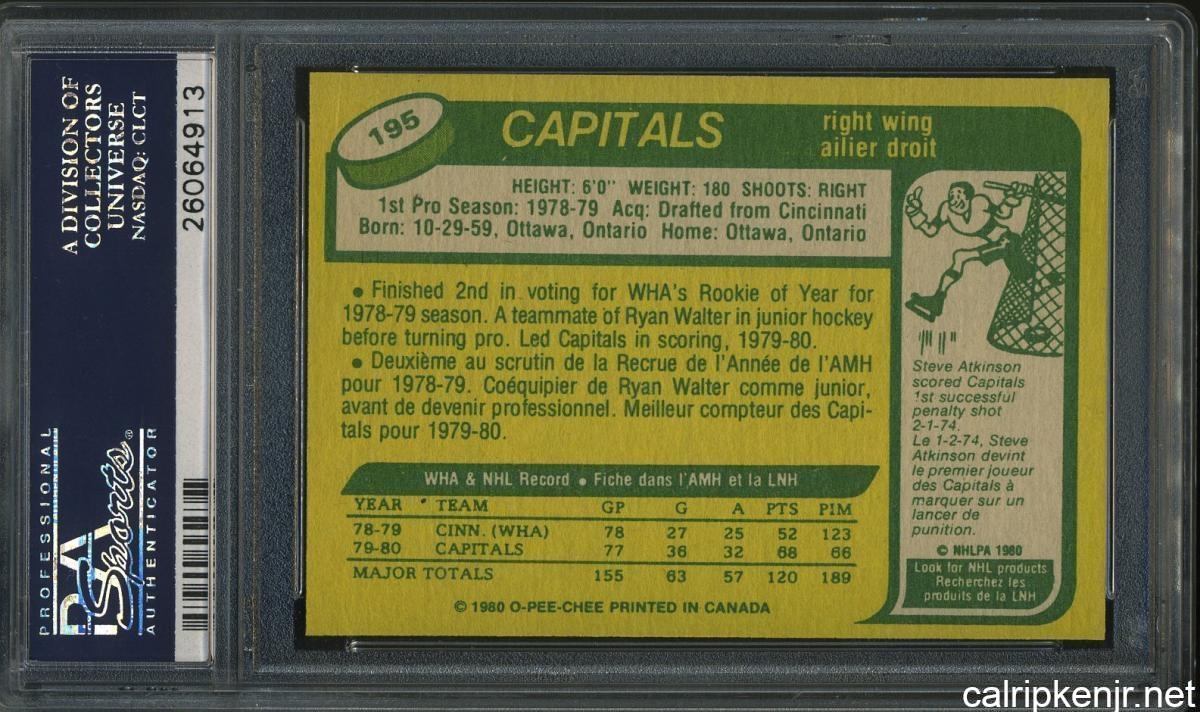 A DIVISION OF
COLLECTORS
UNIVERSE
NASDAQ: CLCT
26064913
PROFESSIONAL
PSA
Sports®
AUTHENTICATOR
195
CAPITALS
right wing
ailier droit
HEIGHT: 6'0" WEIGHT: 180 SHOOTS: RIGHT
1st Pro Season: 1978-79 Acq: Drafted from Cincinnati
Born: 10-29-59, Ottawa, Ontario Home: Ottawa, Ontario
• Finished 2nd in voting for WHA's Rookie of Year for
1978-79 season. A teammate of Ryan Walter in junior hockey
before turning pro. Led Capitals in scoring, 1979-80.
• Deuxième au scrutin de la Recrue de l'Année de l'AMH
pour 1978-79. Coéquipier de Ryan Walter comme junior,
avant de devenir professionnel. Meilleur compteur des Capi-
tals pour 1979-80.
WHA & NHL Record • Fiche dans l'AMH et la LNH
YEAR TEAM GP G A PTS PIM
78-79 CINN. (WHA) 78 27 25 52 123
79-80 CAPITALS 77 36 32 68 66
MAJOR TOTALS 155 63 57 120 189
© 1980 O-PEE-CHEE PRINTED IN CANADA
Steve Atkinson
scored Capitals
1st successful
penalty shot
2-1-74.
Le 1-2-74, Steve
Atkinson devint
le premier joueur
des Capitals à
marquer sur un
lancer de
punition.
© NHLPA 1980
Look for NHL products
Recherchez les
produits de la LNH
calripkenjr.net